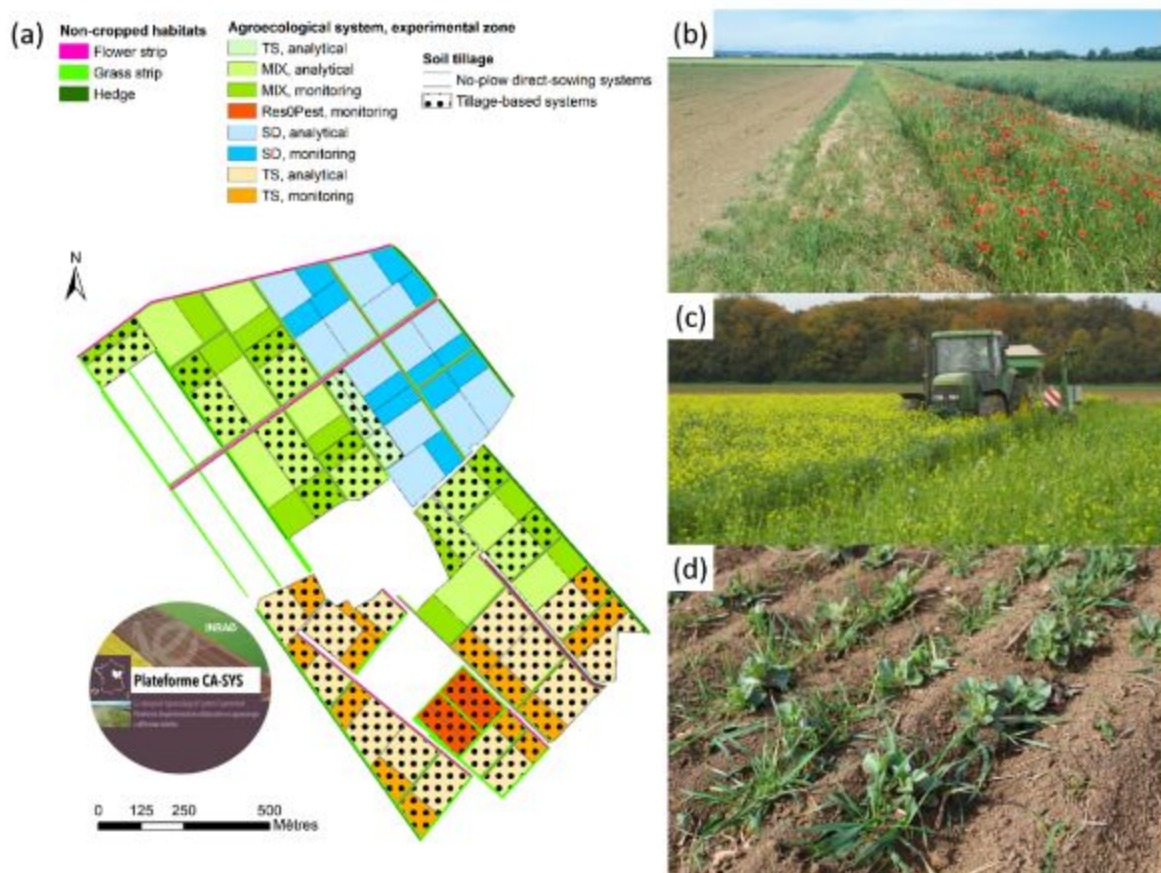 (a)
Non-cropped habitats
Flower strip
Grass strip
Hedge
Agroecological system, experimental zone
TS, analytical
MIX, analytical
MIX, monitoring
Res0Pest, monitoring
SD, analytical
SD, monitoring
TS, analytical
TS, monitoring
Soil tillage
No-plow direct-sowing systems
Tillage-based systems
N
INRAE
Plateforme CA-SYS
0 125 250 500
Mètres
(b)
(c)
(d)